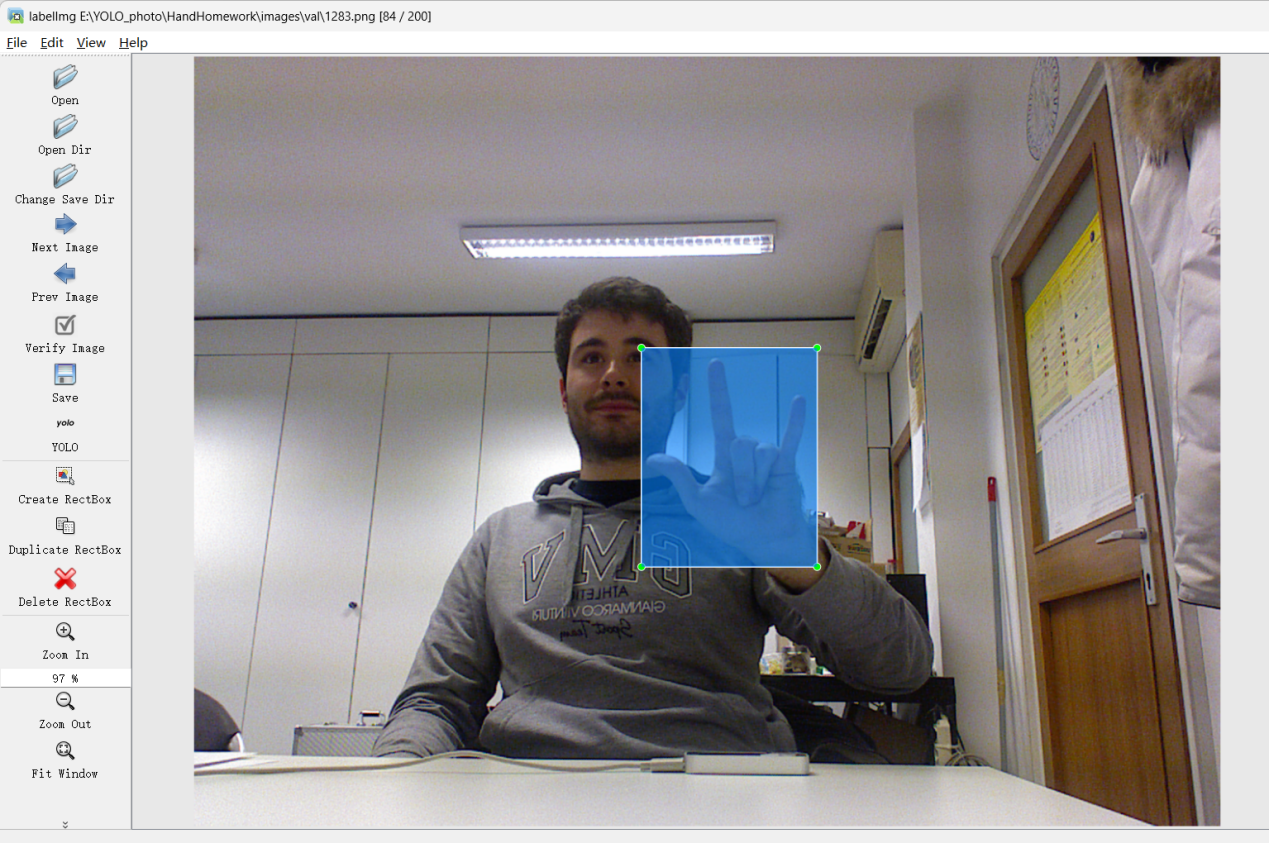 labelImg E:\YOLO_photo\HandHomework\images\val\1283.png [84 / 200]
File Edit View Help
Open
Open Dir
Change Save Dir
Next Image
Prev Image
Verify Image
Save
yolo
YOLO
Create RectBox
Duplicate RectBox
Delete RectBox
Zoom In
97 %
Zoom Out
Fit Window
GMV
ATHLETIC
GIANMARCO VENTURI
Sport Team